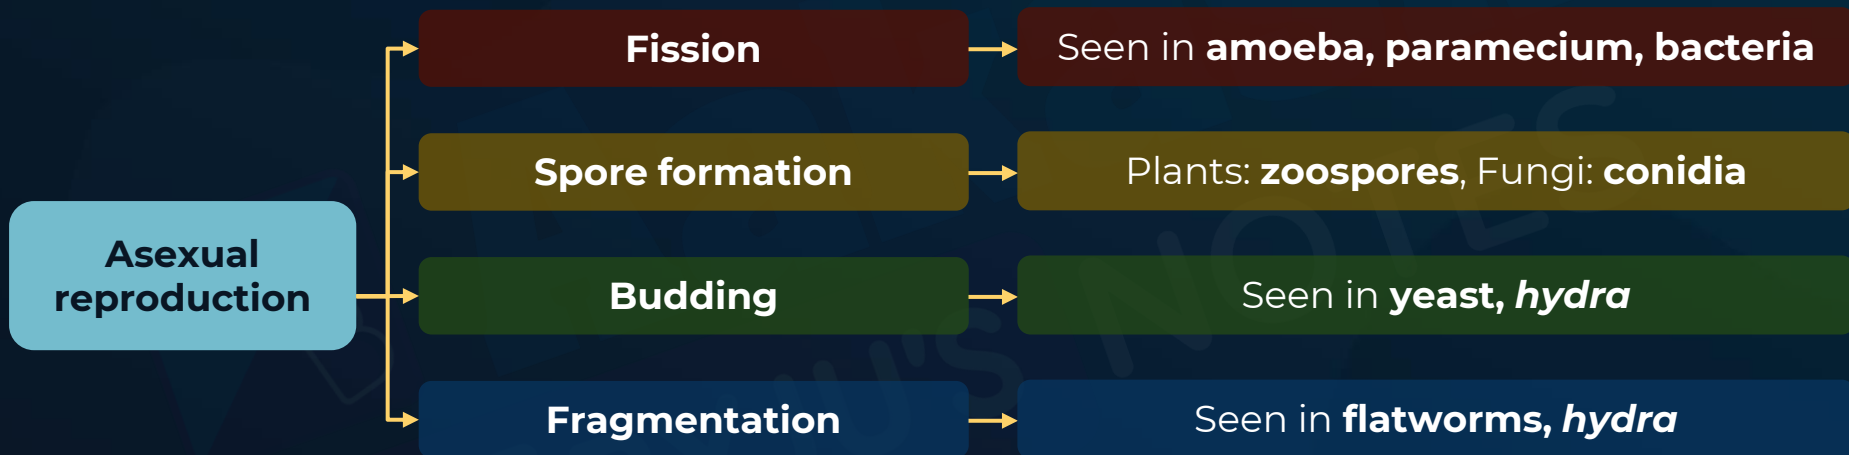 Fission
Seen in amoeba, paramecium, bacteria
Spore formation
Plants: zoospores, Fungi: conidia
Asexual
reproduction
Budding
Seen in yeast, hydra
Fragmentation
Seen in flatworms, hydra
NOTES